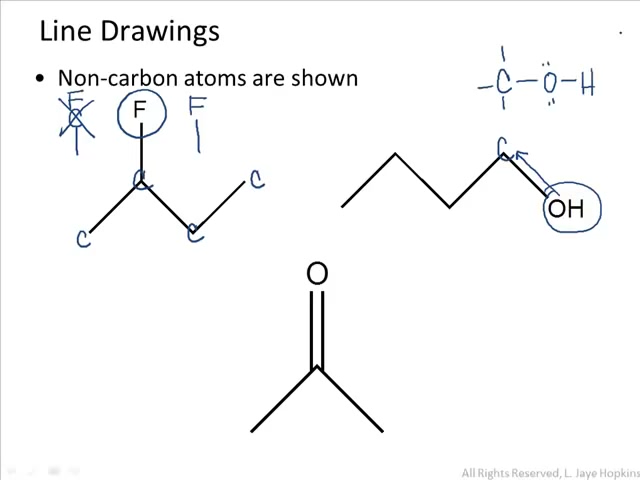 Line Drawings
• Non-carbon atoms are shown
C O H
F F F
C
C
OH
C C C
O
All Rights Reserved, L. Jaye Hopkins